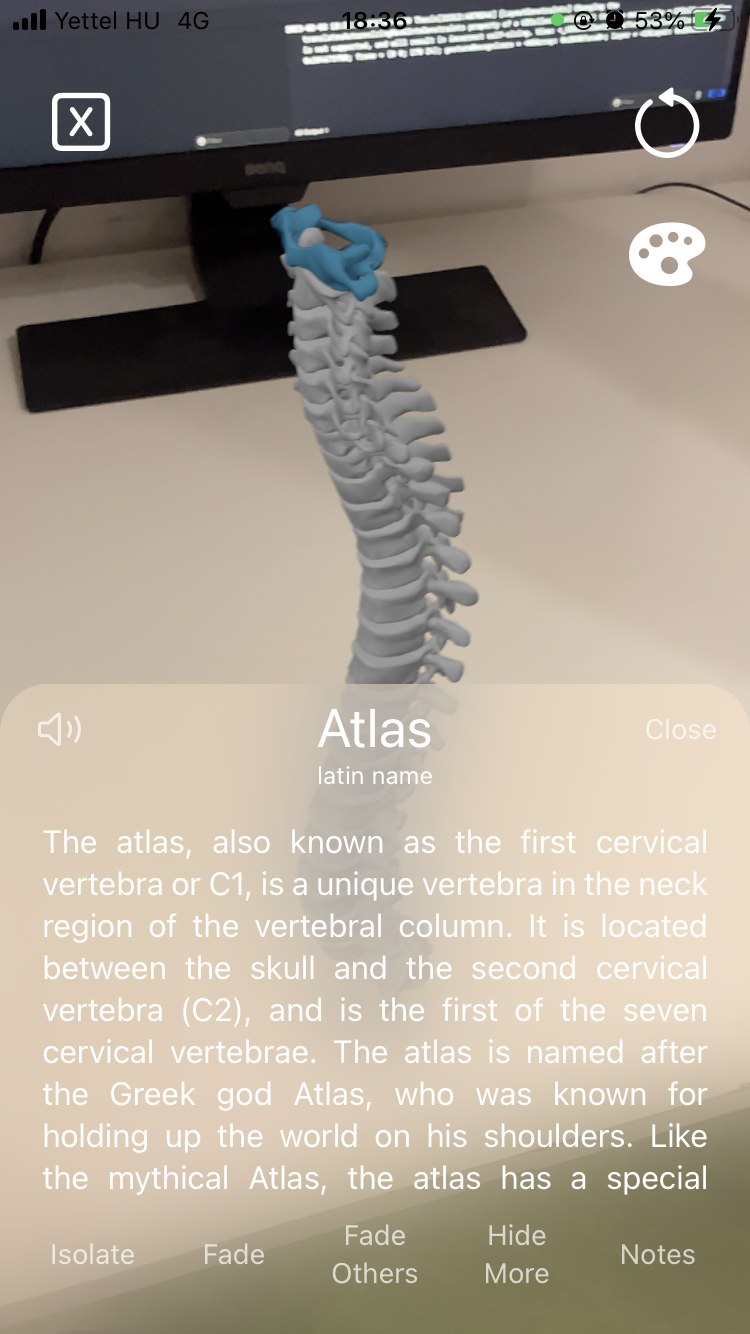 Yettel HU 4G 18:36 53%
X
BenQ
Atlas
Close
latin name
The atlas, also known as the first cervical
vertebra or C1, is a unique vertebra in the neck
region of the vertebral column. It is located
between the skull and the second cervical
vertebra (C2), and is the first of the seven
cervical vertebrae. The atlas is named after
the Greek god Atlas, who was known for
holding up the world on his shoulders. Like
the mythical Atlas, the atlas has a special
Isolate
Fade
Fade
Others
Hide
More
Notes